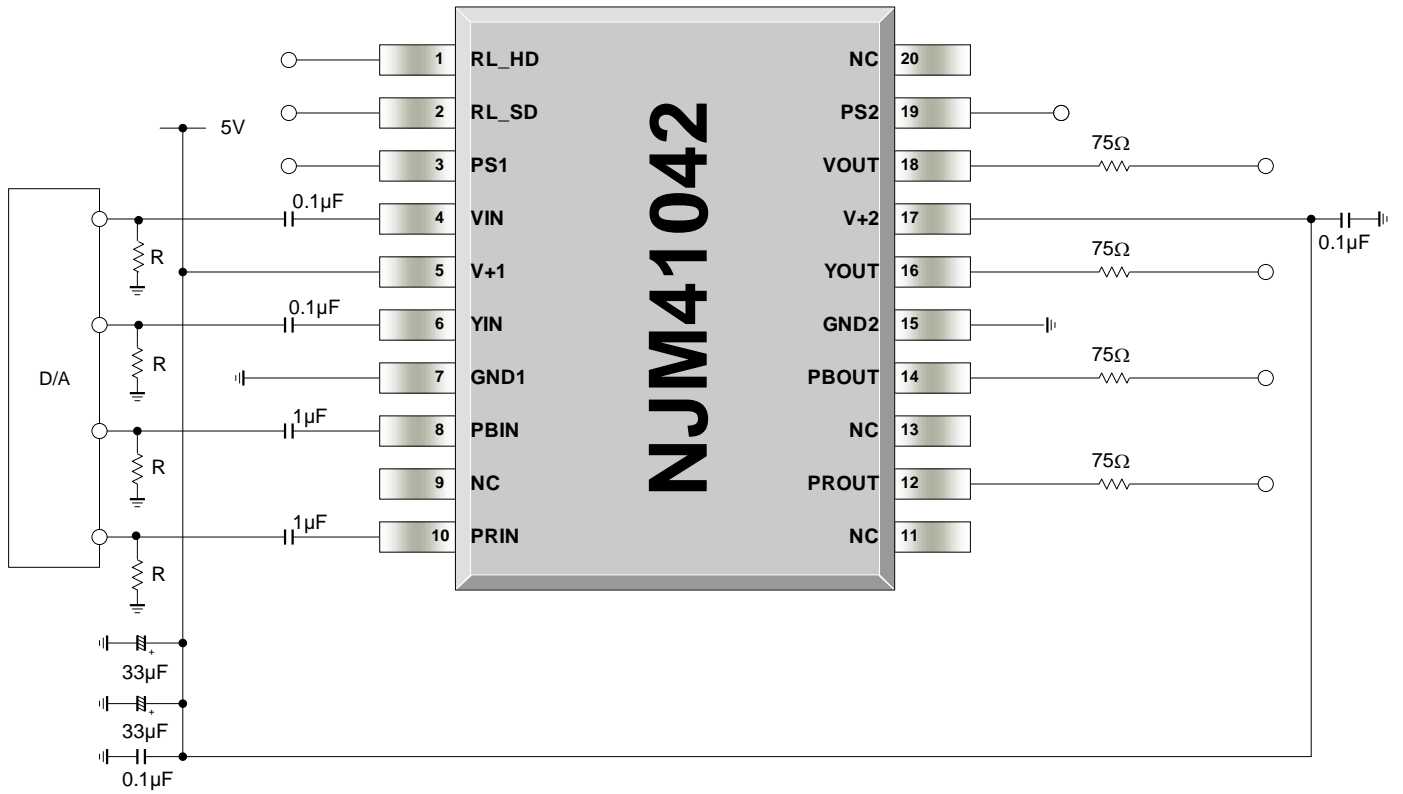 1 RL_HD
NC 20
2 RL_SD
PS2 19
5V
75Ω
3 PS1
VOUT 18
0.1µF
4 VIN
V+2 17
0.1µF
R
75Ω
5 V+1
YOUT 16
0.1µF
6 YIN
GND2 15
R
75Ω
D/A
7 GND1
PBOUT 14
1µF
8 PBIN
NC 13
R
75Ω
9 NC
PROUT 12
1µF
10 PRIN
NC 11
R
NJM41042
+
33µF
+
33µF
0.1µF